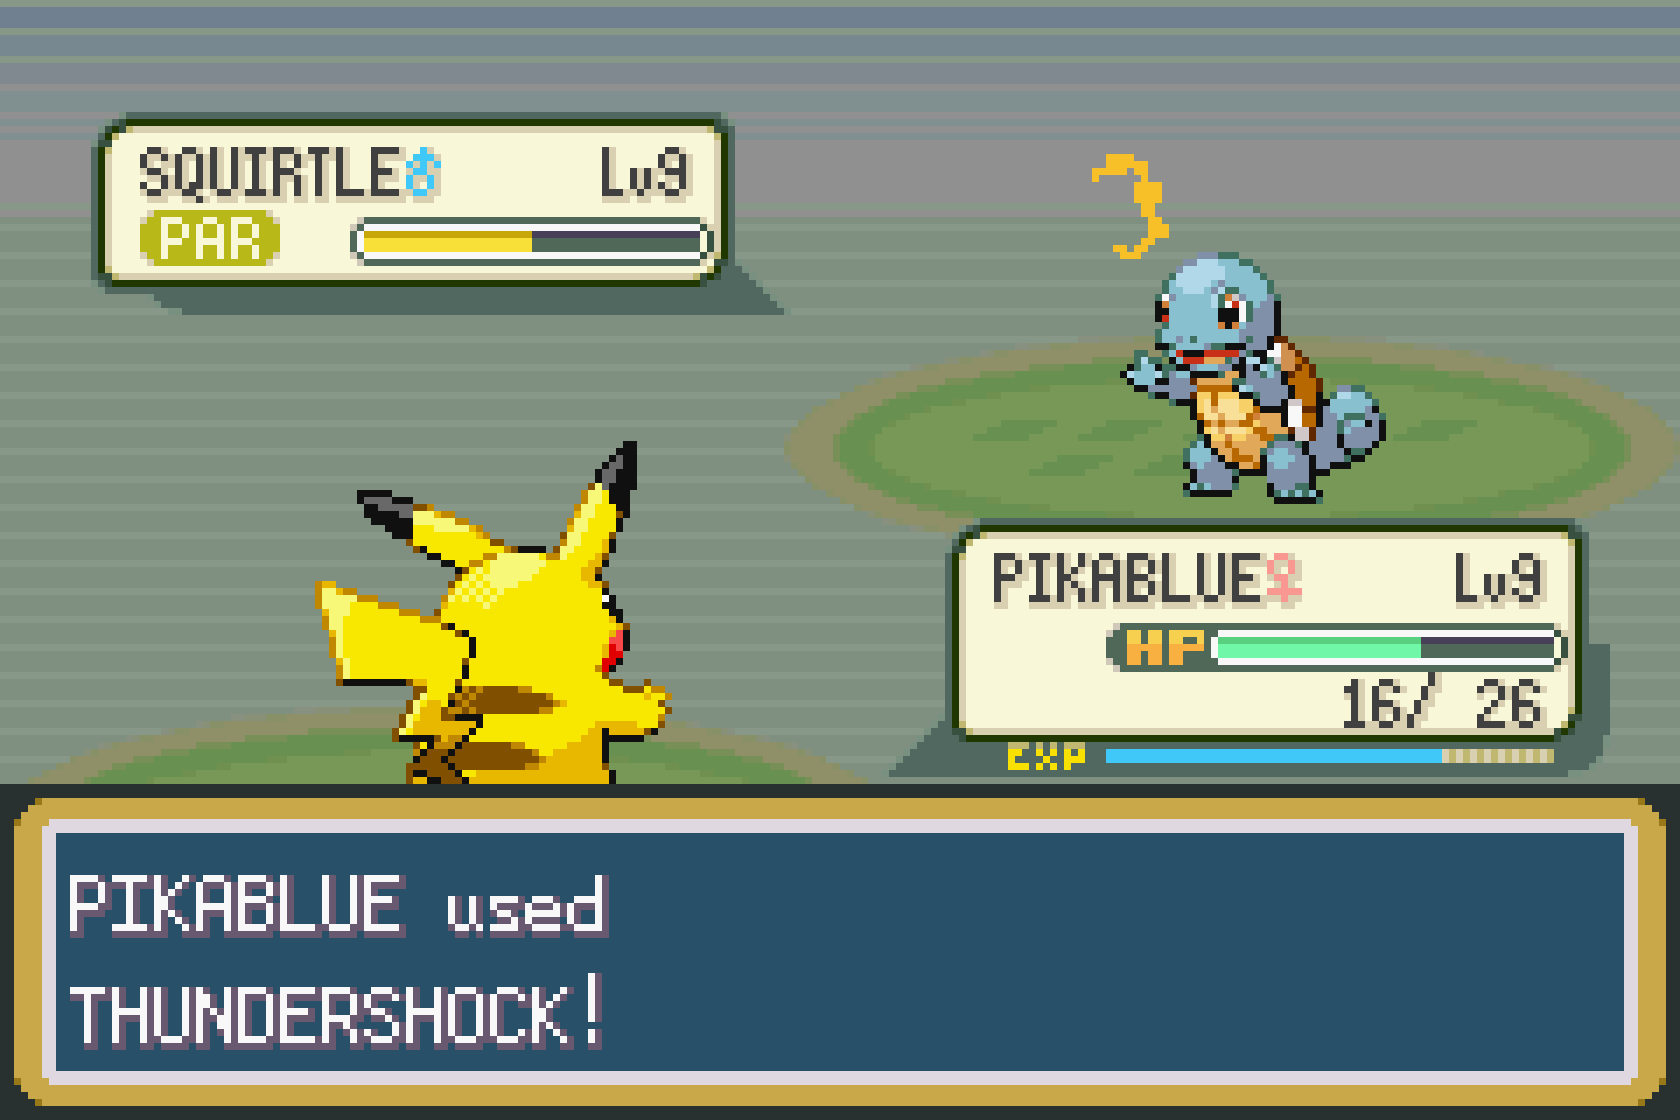 SQUIRTLE♂ Lv9
PAR
PIKABLUE♀ Lv9
HP
16/ 26
EXP
PIKABLUE used
THUNDERSHOCK!